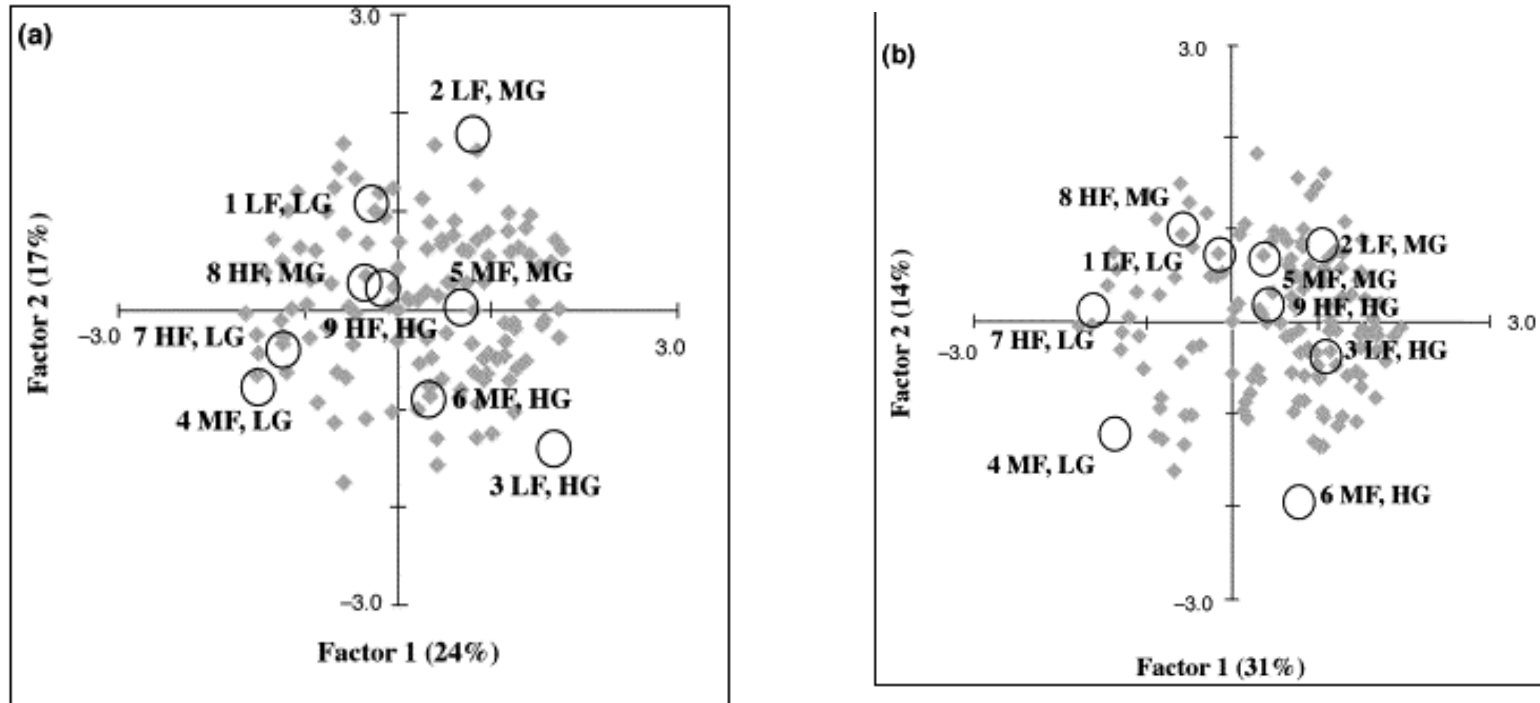 (a)
3.0
2 LF, MG
1 LF, LG
8 HF, MG
5 MF, MG
Factor 2 (17%)
–3.0
7 HF, LG
9 HF, HG
3.0
4 MF, LG
6 MF, HG
3 LF, HG
–3.0
Factor 1 (24%)
(b)
3.0
8 HF, MG
2 LF, MG
1 LF, LG
5 MF, MG
9 HF, HG
Factor 2 (14%)
–3.0
7 HF, LG
3.0
3 LF, HG
4 MF, LG
6 MF, HG
–3.0
Factor 1 (31%)